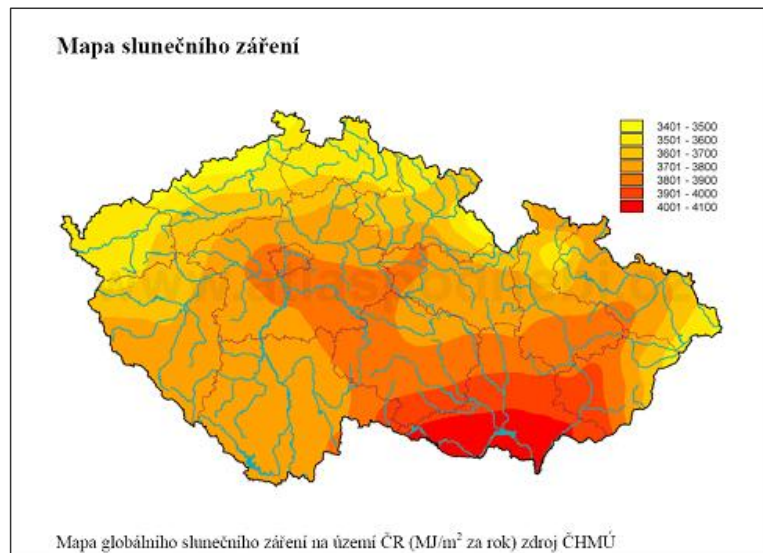 Mapa slunečního záření
3401 - 3500
3501 - 3600
3601 - 3700
3701 - 3800
3801 - 3900
3901 - 4000
4001 - 4100
Mapa globálního slunečního záření na území ČR (MJ/m² za rok) zdroj ČHMÚ